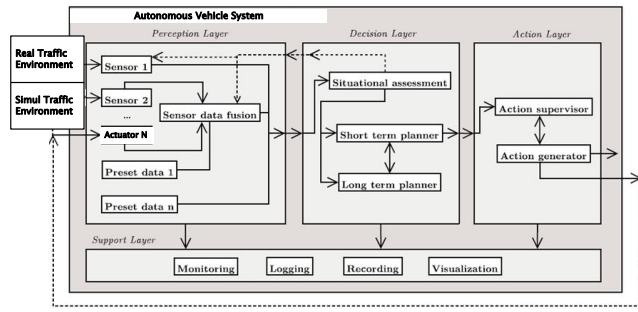 Autonomous Vehicle System
Perception Layer
Decision Layer
Action Layer
Real Traffic
Environment
Simul Traffic
Environment
Sensor 1
Sensor 2
...
Actuator N
Sensor data fusion
Preset data 1
Preset data n
Situational assessment
Short term planner
Long term planner
Action supervisor
Action generator
Support Layer
Monitoring
Logging
Recording
Visualization